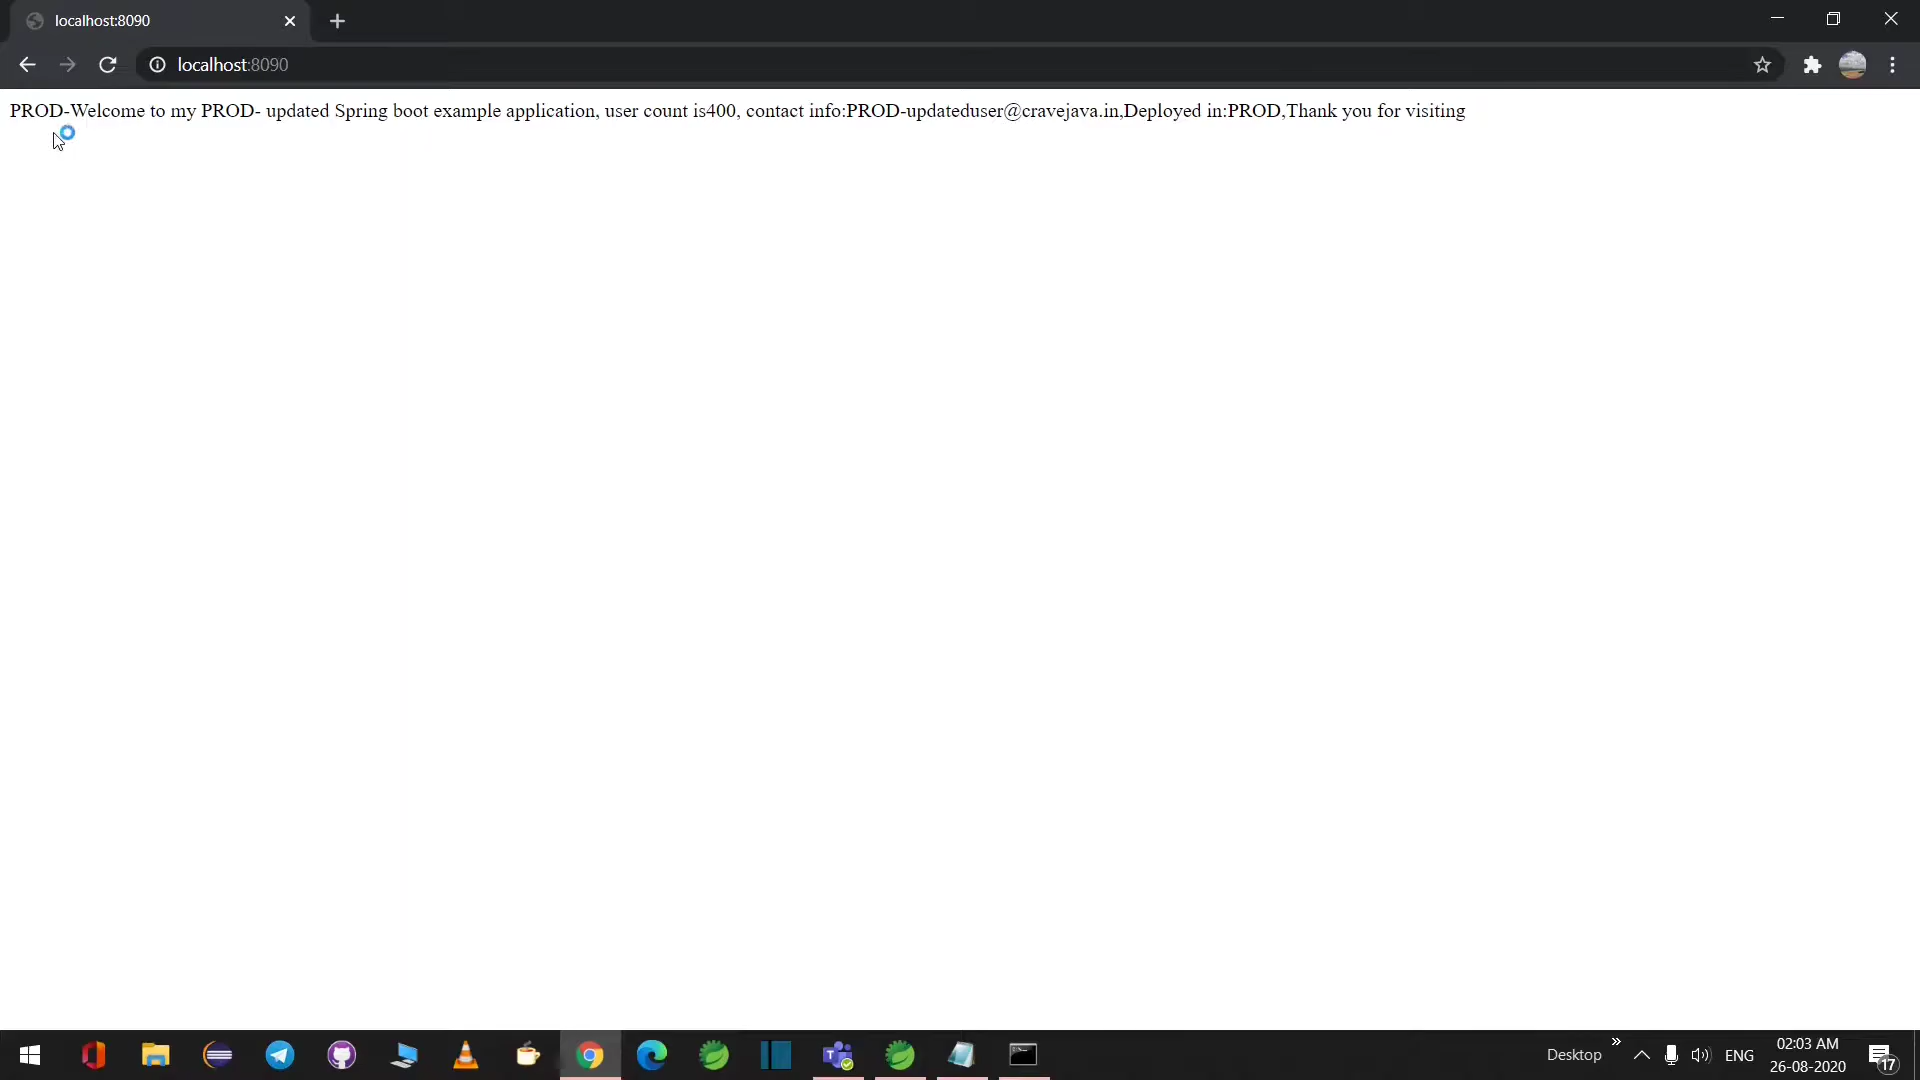 localhost:8090
localhost:8090
PROD-Welcome to my PROD- updated Spring boot example application, user count is400, contact info:PROD-updateduser@cravejava.in,Deployed in:PROD,Thank you for visiting
Desktop
ENG
02:03 AM
26-08-2020
17